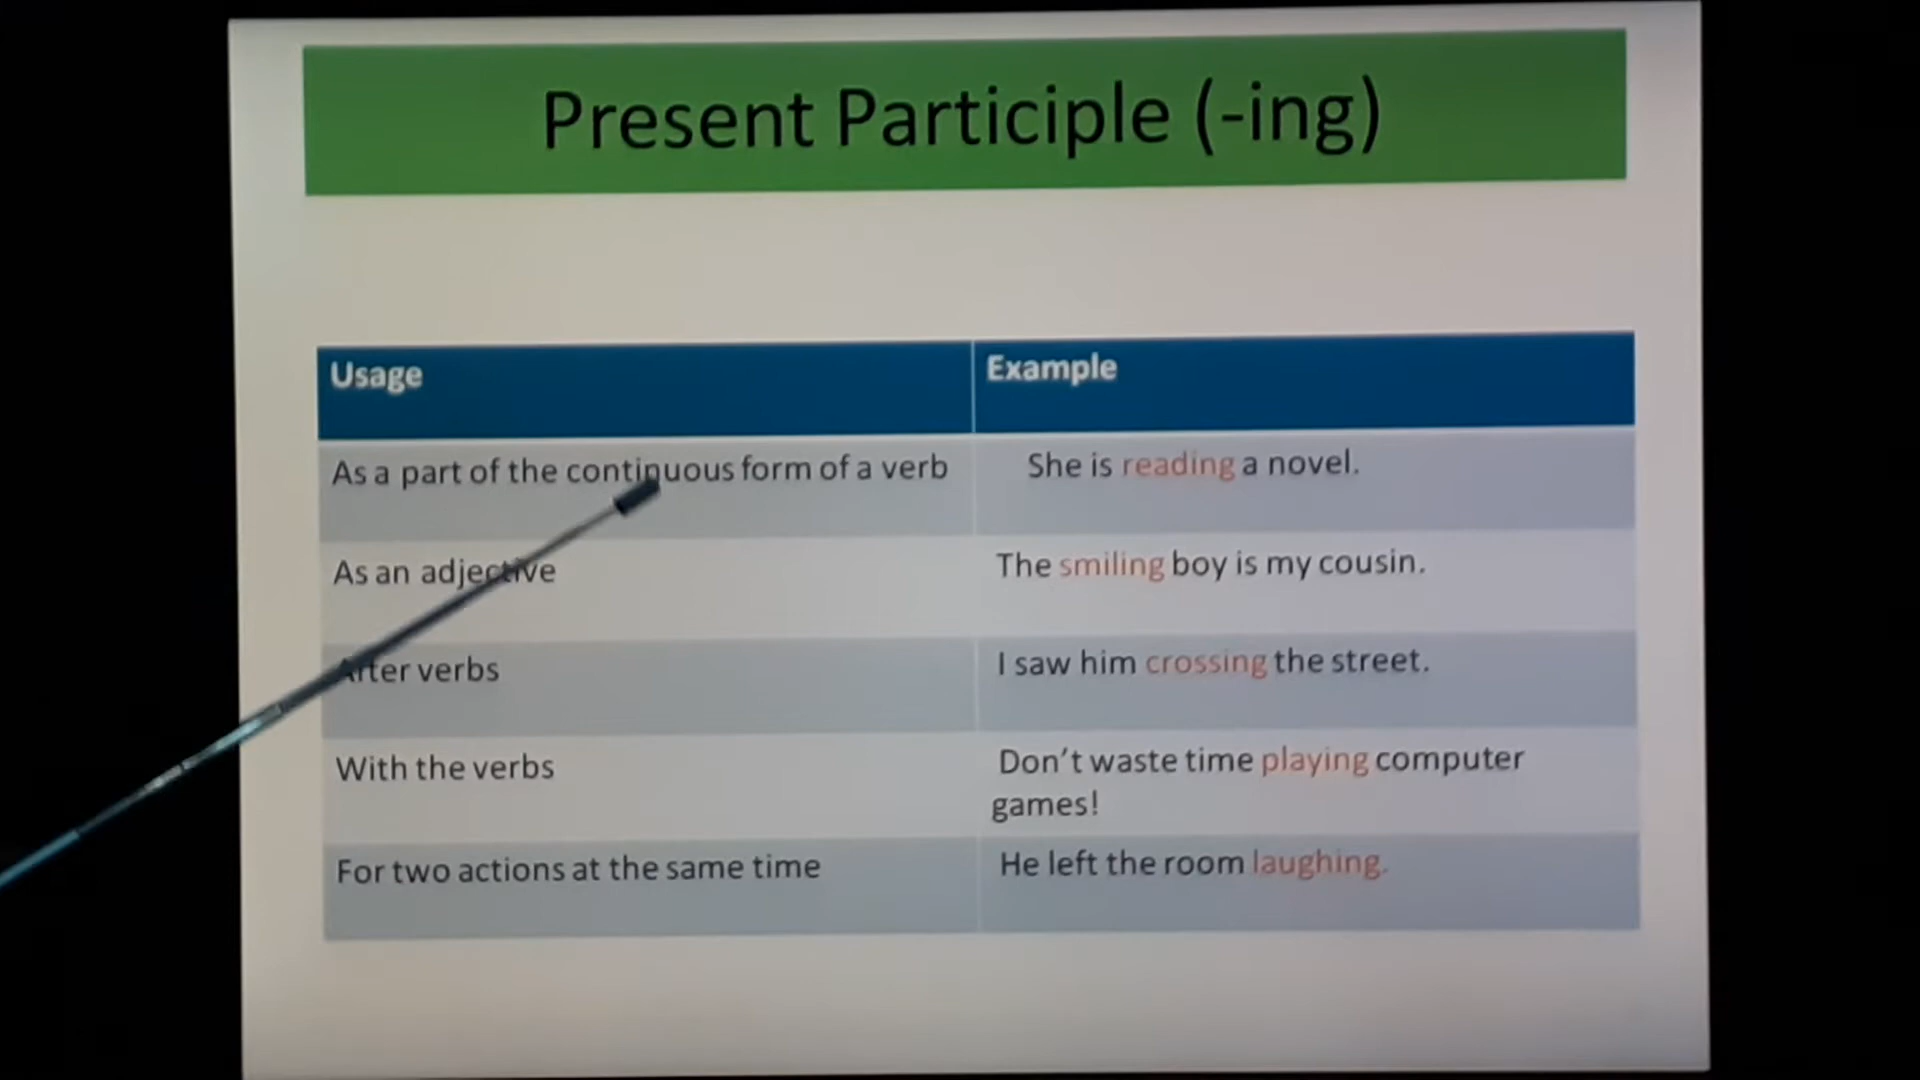 Present Participle (-ing)
Usage
Example
As a part of the continuous form of a verb
She is reading a novel.
As an adjective
The smiling boy is my cousin.
After verbs
I saw him crossing the street.
With the verbs
Don't waste time playing computer
games!
For two actions at the same time
He left the room laughing.